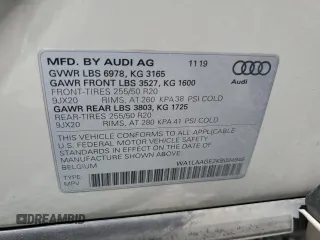 MFD. BY AUDI AG 11 19
GVWR LBS 6978, KG 3165
GAWR FRONT LBS 3527, KG 1600
FRONT-TIRES 255/50 R20
9JX20 RIMS, AT 260 KPA 38 PSI COLD
GAWR REAR LBS 3803, KG 1725
REAR-TIRES 255/50 R20
9JX20 RIMS, AT 280 KPA 41 PSI COLD
THIS VEHICLE CONFORMS TO ALL APPLICABLE
U.S. FEDERAL MOTOR VEHICLE SAFETY
STANDARDS IN EFFECT ON THE DATE OF
MANUFACTURE SHOWN ABOVE
BELGIUM
TYPE:
MPV
DREAMBID